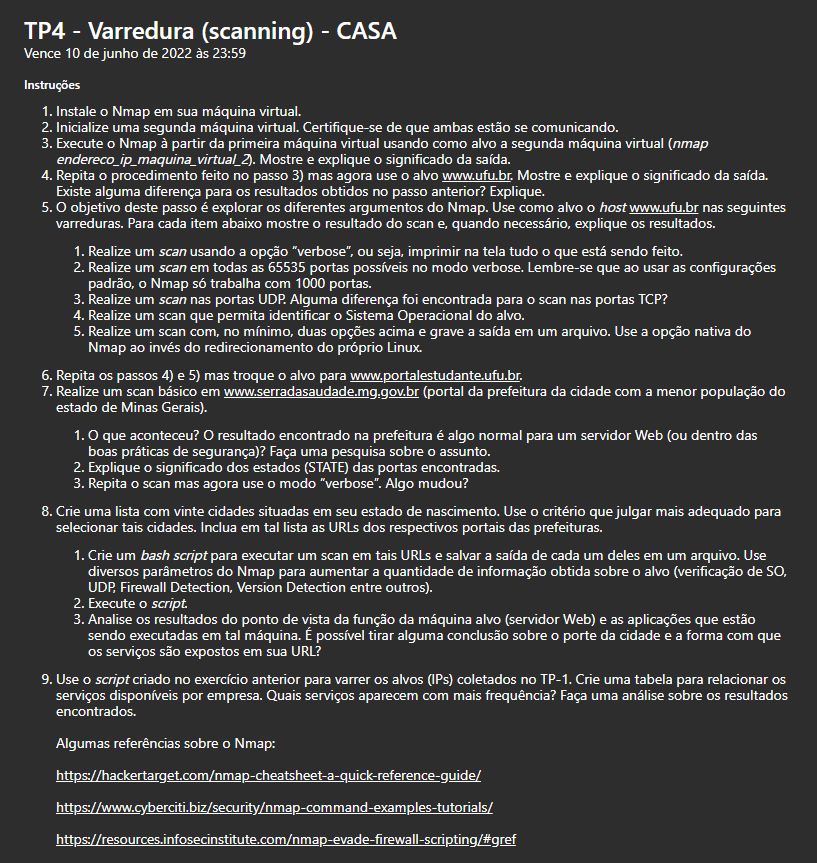 TP4 - Varredura (scanning) - CASA
Vence 10 de junho de 2022 às 23:59
Instruções
1. Instale o Nmap em sua máquina virtual.
2. Inicialize uma segunda máquina virtual. Certifique-se de que ambas estão se comunicando.
3. Execute o Nmap à partir da primeira máquina virtual usando como alvo a segunda máquina virtual (nmap
endereco_ip_maquina_virtual_2). Mostre e explique o significado da saída.
4. Repita o procedimento feito no passo 3) mas agora use o alvo www.ufu.br. Mostre e explique o significado da saída.
Existe alguma diferença para os resultados obtidos no passo anterior? Explique.
5. O objetivo deste passo é explorar os diferentes argumentos do Nmap. Use como alvo o host www.ufu.br nas seguintes
varreduras. Para cada item abaixo mostre o resultado do scan e, quando necessário, explique os resultados.
1. Realize um scan usando a opção "verbose", ou seja, imprimir na tela tudo o que está sendo feito.
2. Realize um scan em todas as 65535 portas possíveis no modo verbose. Lembre-se que ao usar as configurações
padrão, o Nmap só trabalha com 1000 portas.
3. Realize um scan nas portas UDP. Alguma diferença foi encontrada para o scan nas portas TCP?
4. Realize um scan que permita identificar o Sistema Operacional do alvo.
5. Realize um scan com, no mínimo, duas opções acima e grave a saída em um arquivo. Use a opção nativa do
Nmap ao invés do redirecionamento do próprio Linux.
6. Repita os passos 4) e 5) mas troque o alvo para www.portalestudante.ufu.br.
7. Realize um scan básico em www.serradasaudade.mg.gov.br (portal da prefeitura da cidade com a menor população do
estado de Minas Gerais).
1. O que aconteceu? O resultado encontrado na prefeitura é algo normal para um servidor Web (ou dentro das
boas práticas de segurança)? Faça uma pesquisa sobre o assunto.
2. Explique o significado dos estados (STATE) das portas encontradas.
3. Repita o scan mas agora use o modo "verbose". Algo mudou?
8. Crie uma lista com vinte cidades situadas em seu estado de nascimento. Use o critério que julgar mais adequado para
selecionar tais cidades. Inclua em tal lista as URLs dos respectivos portais das prefeituras.
1. Crie um bash script para executar um scan em tais URLs e salvar a saída de cada um deles em um arquivo. Use
diversos parâmetros do Nmap para aumentar a quantidade de informação obtida sobre o alvo (verificação de SO,
UDP, Firewall Detection, Version Detection entre outros).
2. Execute o script.
3. Analise os resultados do ponto de vista da função da máquina alvo (servidor Web) e as aplicações que estão
sendo executadas em tal máquina. É possível tirar alguma conclusão sobre o porte da cidade e a forma com que
os serviços são expostos em sua URL?
9. Use o script criado no exercício anterior para varrer os alvos (IPs) coletados no TP-1. Crie uma tabela para relacionar os
serviços disponíveis por empresa. Quais serviços aparecem com mais frequência? Faça uma análise sobre os resultados
encontrados.
Algumas referências sobre o Nmap:
https://hackertarget.com/nmap-cheatsheet-a-quick-reference-guide/
https://www.cyberciti.biz/security/nmap-command-examples-tutorials/
https://resources.infosecinstitute.com/nmap-evade-firewall-scripting/#gref